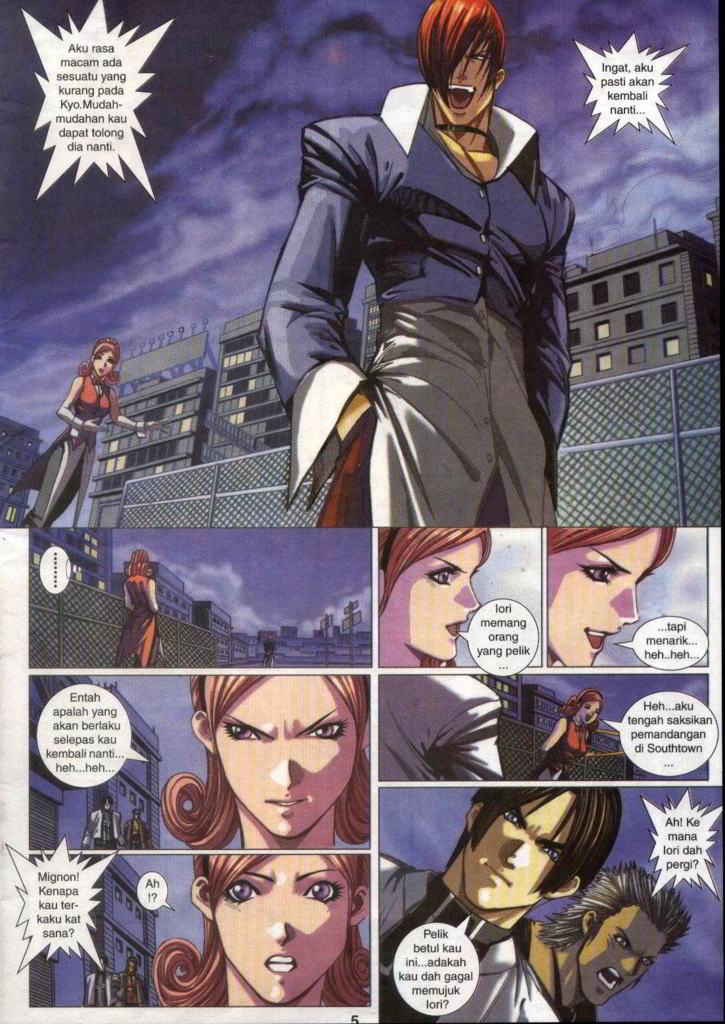 Aku rasa
macam ada
sesuatu yang
kurang pada
Kyo.Mudah-
mudahan kau
dapat tolong
dia nanti.
Ingat, aku
pasti akan
kembali
nanti...
........
Iori
memang
orang
yang pelik
...
...tapi
menarik...
heh..heh...
Entah
apalah yang
akan berlaku
selepas kau
kembali nanti...
heh...heh...
Heh...aku
tengah saksikan
pemandangan
di Southtown
...
Mignon!
Kenapa
kau ter-
kaku kat
sana?
Ah
!?
Ah! Ke
mana
Iori dah
pergi?
Pelik
betul kau
ini...adakah
kau dah gagal
memujuk
Iori?
5